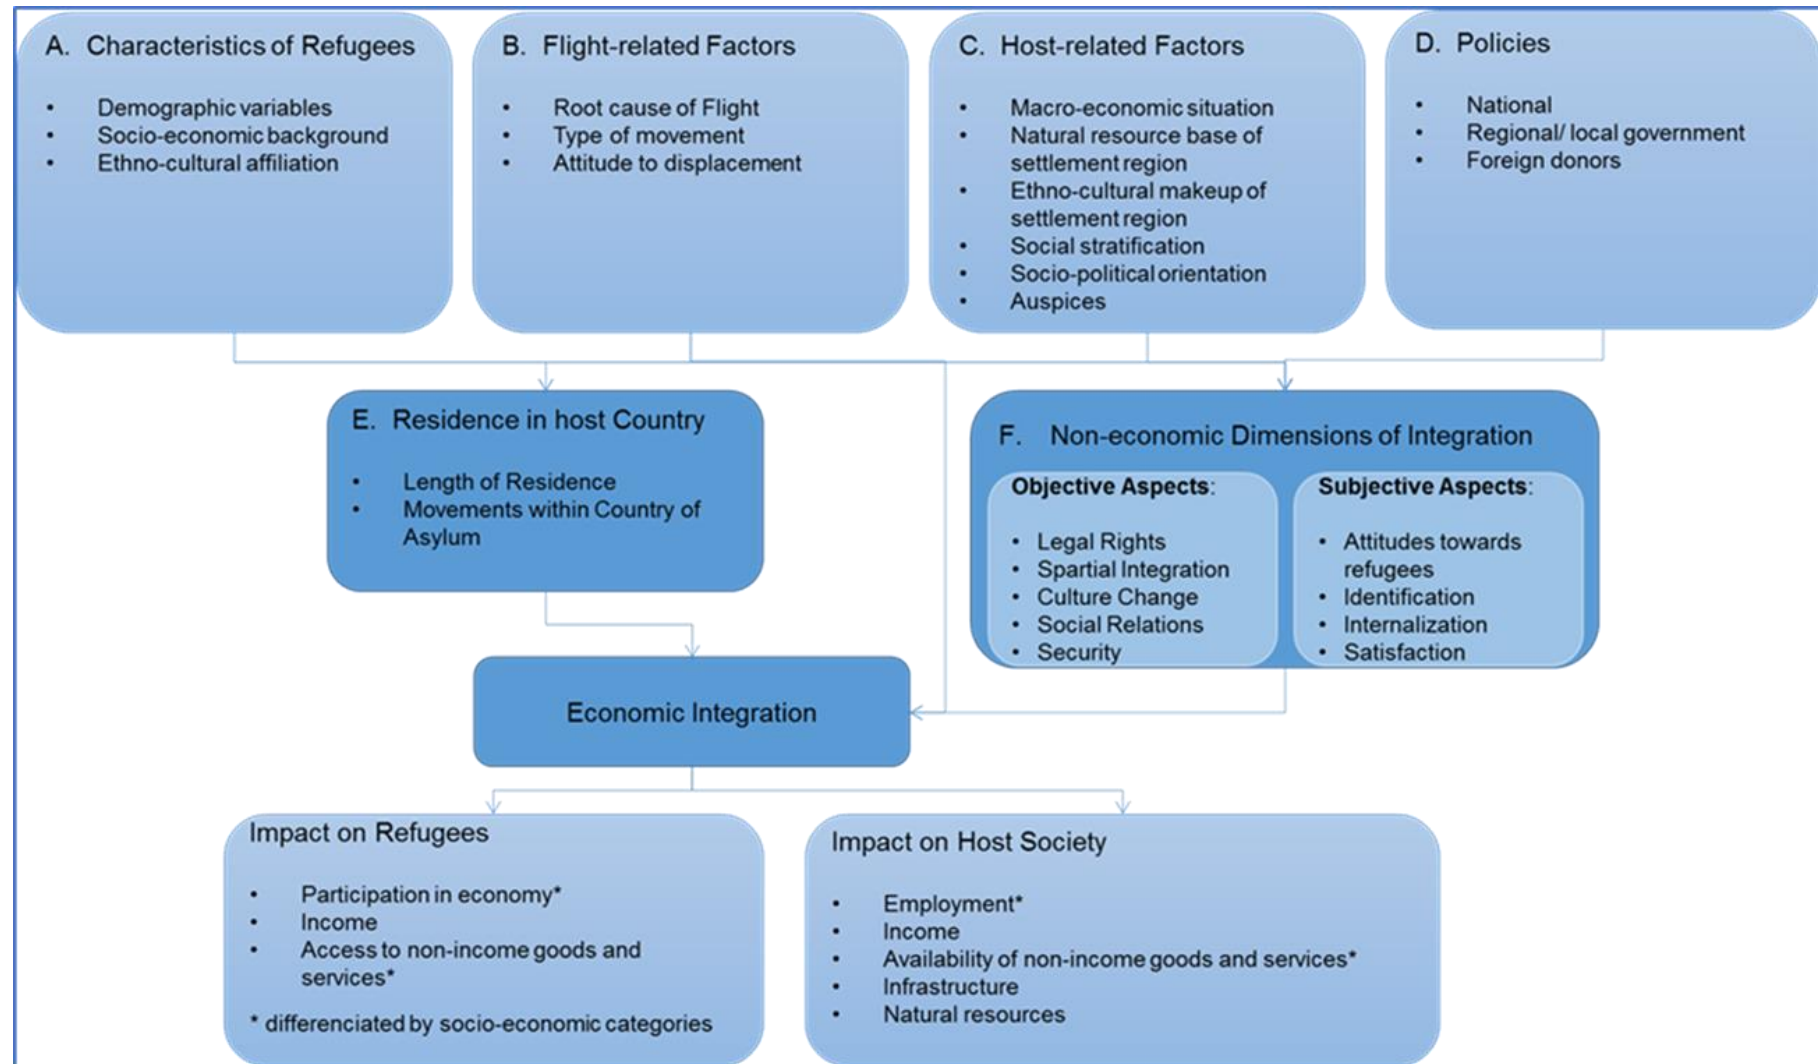 A. Characteristics of Refugees
• Demographic variables
• Socio-economic background
• Ethno-cultural affiliation
B. Flight-related Factors
• Root cause of Flight
• Type of movement
• Attitude to displacement
C. Host-related Factors
• Macro-economic situation
• Natural resource base of
settlement region
• Ethno-cultural makeup of
settlement region
• Social stratification
• Socio-political orientation
• Auspices
D. Policies
• National
• Regional/ local government
• Foreign donors
E. Residence in host Country
• Length of Residence
• Movements within Country of
Asylum
F. Non-economic Dimensions of Integration
Objective Aspects:
• Legal Rights
• Spartial Integration
• Culture Change
• Social Relations
• Security
Subjective Aspects:
• Attitudes towards
refugees
• Identification
• Internalization
• Satisfaction
Economic Integration
Impact on Refugees
• Participation in economy*
• Income
• Access to non-income goods and
services*
* differenciated by socio-economic categories
Impact on Host Society
• Employment*
• Income
• Availability of non-income goods and services*
• Infrastructure
• Natural resources